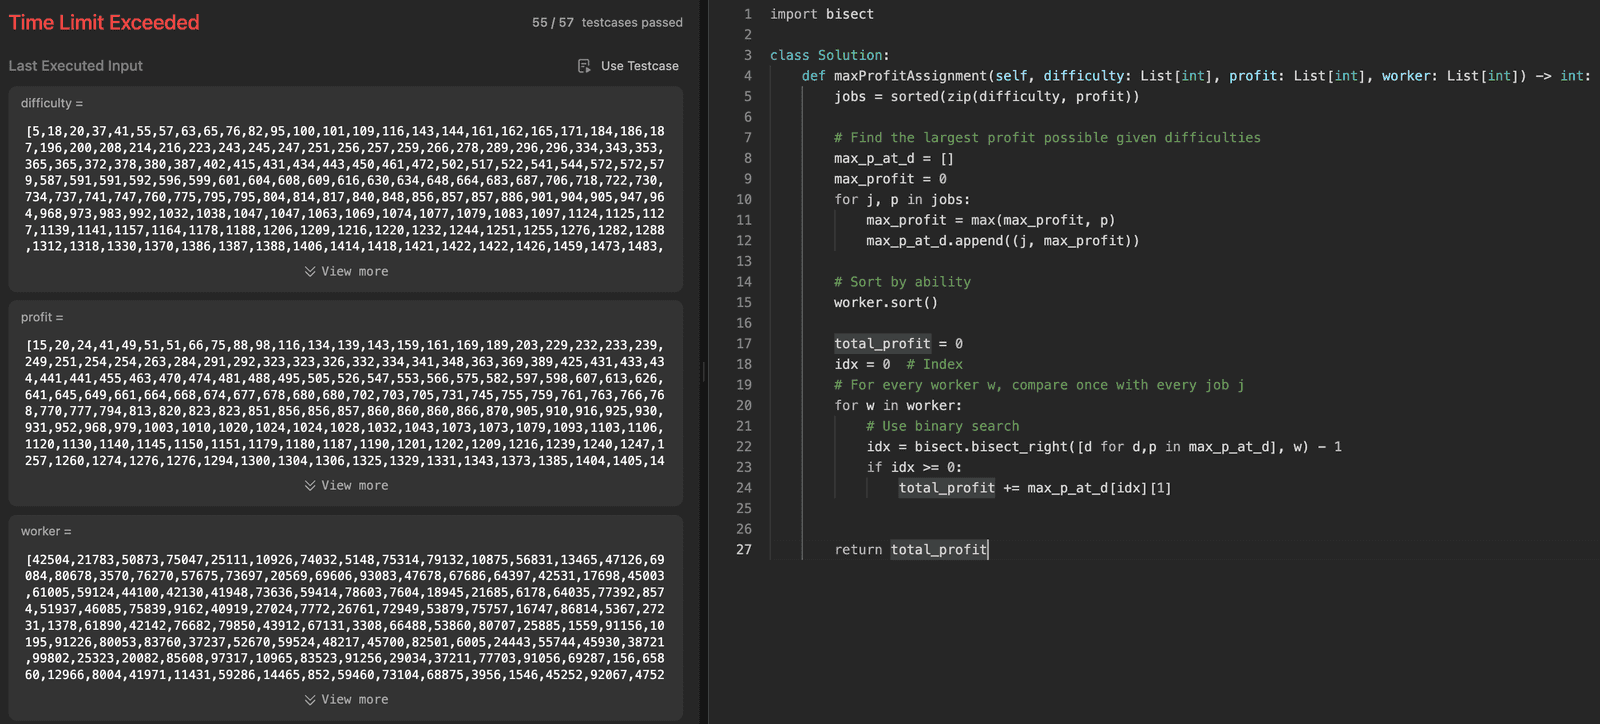 Time Limit Exceeded
55 / 57 testcases passed
Last Executed Input
Use Testcase
difficulty =
[5,18,20,37,41,55,57,63,65,76,82,95,100,101,109,116,143,144,161,162,165,171,184,186,18
7,196,200,208,214,216,223,243,245,247,251,256,257,259,266,278,289,296,296,334,343,353,
365,365,372,378,380,387,402,415,431,434,443,450,461,472,502,517,522,541,544,572,572,57
9,587,591,591,592,596,599,601,604,608,609,616,630,634,648,664,683,687,706,718,722,730,
734,737,741,747,760,775,795,795,804,814,817,840,848,856,857,857,886,901,904,905,947,96
4,968,973,983,992,1032,1038,1047,1047,1063,1069,1074,1077,1079,1083,1097,1124,1125,112
7,1139,1141,1157,1164,1178,1188,1206,1209,1216,1220,1232,1244,1251,1255,1276,1282,1288
,1312,1318,1330,1370,1386,1387,1388,1406,1414,1418,1421,1422,1422,1426,1459,1473,1483,
View more
profit =
[15,20,24,41,49,51,51,66,75,88,98,116,134,139,143,159,161,169,189,203,229,232,233,239,
249,251,254,254,263,284,291,292,323,323,326,332,334,341,348,363,369,389,425,431,433,43
4,441,441,455,463,470,474,481,488,495,505,526,547,553,566,575,582,597,598,607,613,626,
641,645,649,661,664,668,674,677,678,680,680,702,703,705,731,745,755,759,761,763,766,76
8,770,777,794,813,820,823,823,851,856,856,857,860,860,860,866,870,905,910,916,925,930,
931,952,968,979,1003,1010,1020,1024,1024,1028,1032,1043,1073,1073,1079,1093,1103,1106,
1120,1130,1140,1145,1150,1151,1179,1180,1187,1190,1201,1202,1209,1216,1239,1240,1247,1
257,1260,1274,1276,1276,1294,1300,1304,1306,1325,1329,1331,1343,1373,1385,1404,1405,14
View more
worker =
[42504,21783,50873,75047,25111,10926,74032,5148,75314,79132,10875,56831,13465,47126,69
084,80678,3570,76270,57675,73697,20569,69606,93083,47678,67686,64397,42531,17698,45003
,61005,59124,44100,42130,41948,73636,59414,78603,7604,18945,21685,6178,64035,77392,857
4,51937,46085,75839,9162,40919,27024,7772,26761,72949,53879,75757,16747,86814,5367,272
31,1378,61890,42142,76682,79850,43912,67131,3308,66488,53860,80707,25885,1559,91156,10
195,91226,80053,83760,37237,52670,59524,48217,45700,82501,6005,24443,55744,45930,38721
,99802,25323,20082,85608,97317,10965,83523,91256,29034,37211,77703,91056,69287,156,658
60,12966,8004,41971,11431,59286,14465,852,59460,73104,68875,3956,1546,45252,92067,4752
View more
1 import bisect
2
3 class Solution:
4 def maxProfitAssignment(self, difficulty: List[int], profit: List[int], worker: List[int]) -> int:
5 jobs = sorted(zip(difficulty, profit))
6
7 # Find the largest profit possible given difficulties
8 max_p_at_d = []
9 max_profit = 0
10 for j, p in jobs:
11 max_profit = max(max_profit, p)
12 max_p_at_d.append((j, max_profit))
13
14 # Sort by ability
15 worker.sort()
16
17 total_profit = 0
18 idx = 0 # Index
19 # For every worker w, compare once with every job j
20 for w in worker:
21 # Use binary search
22 idx = bisect.bisect_right([d for d,p in max_p_at_d], w) - 1
23 if idx >= 0:
24 total_profit += max_p_at_d[idx][1]
25
26
27 return total_profit